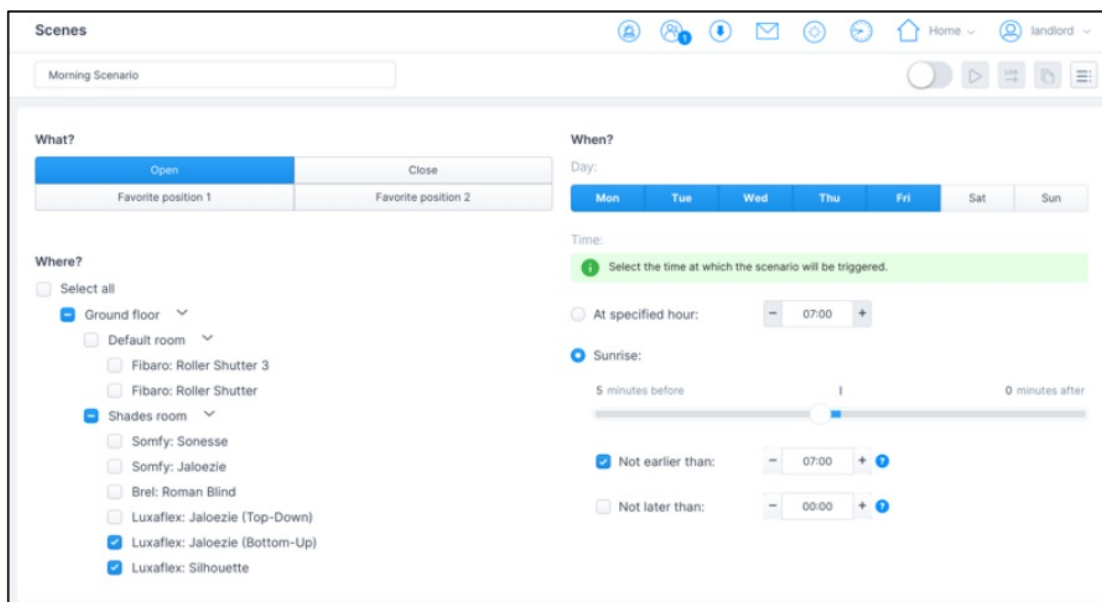 Scenes
1
Home
landlord
Morning Scenario
What?
Open
Close
Favorite position 1
Favorite position 2
Where?
Select all
Ground floor
Default room
Fibaro: Roller Shutter 3
Fibaro: Roller Shutter
Shades room
Somfy: Sonesse
Somfy: Jaloezie
Brel: Roman Blind
Luxaflex: Jaloezie (Top-Down)
Luxaflex: Jaloezie (Bottom-Up)
Luxaflex: Silhouette
When?
Day:
Mon Tue Wed Thu Fri Sat Sun
Time:
Select the time at which the scenario will be triggered.
At specified hour: - 07:00 +
Sunrise:
5 minutes before 0 minutes after
Not earlier than: - 07:00 + ?
Not later than: - 00:00 + ?